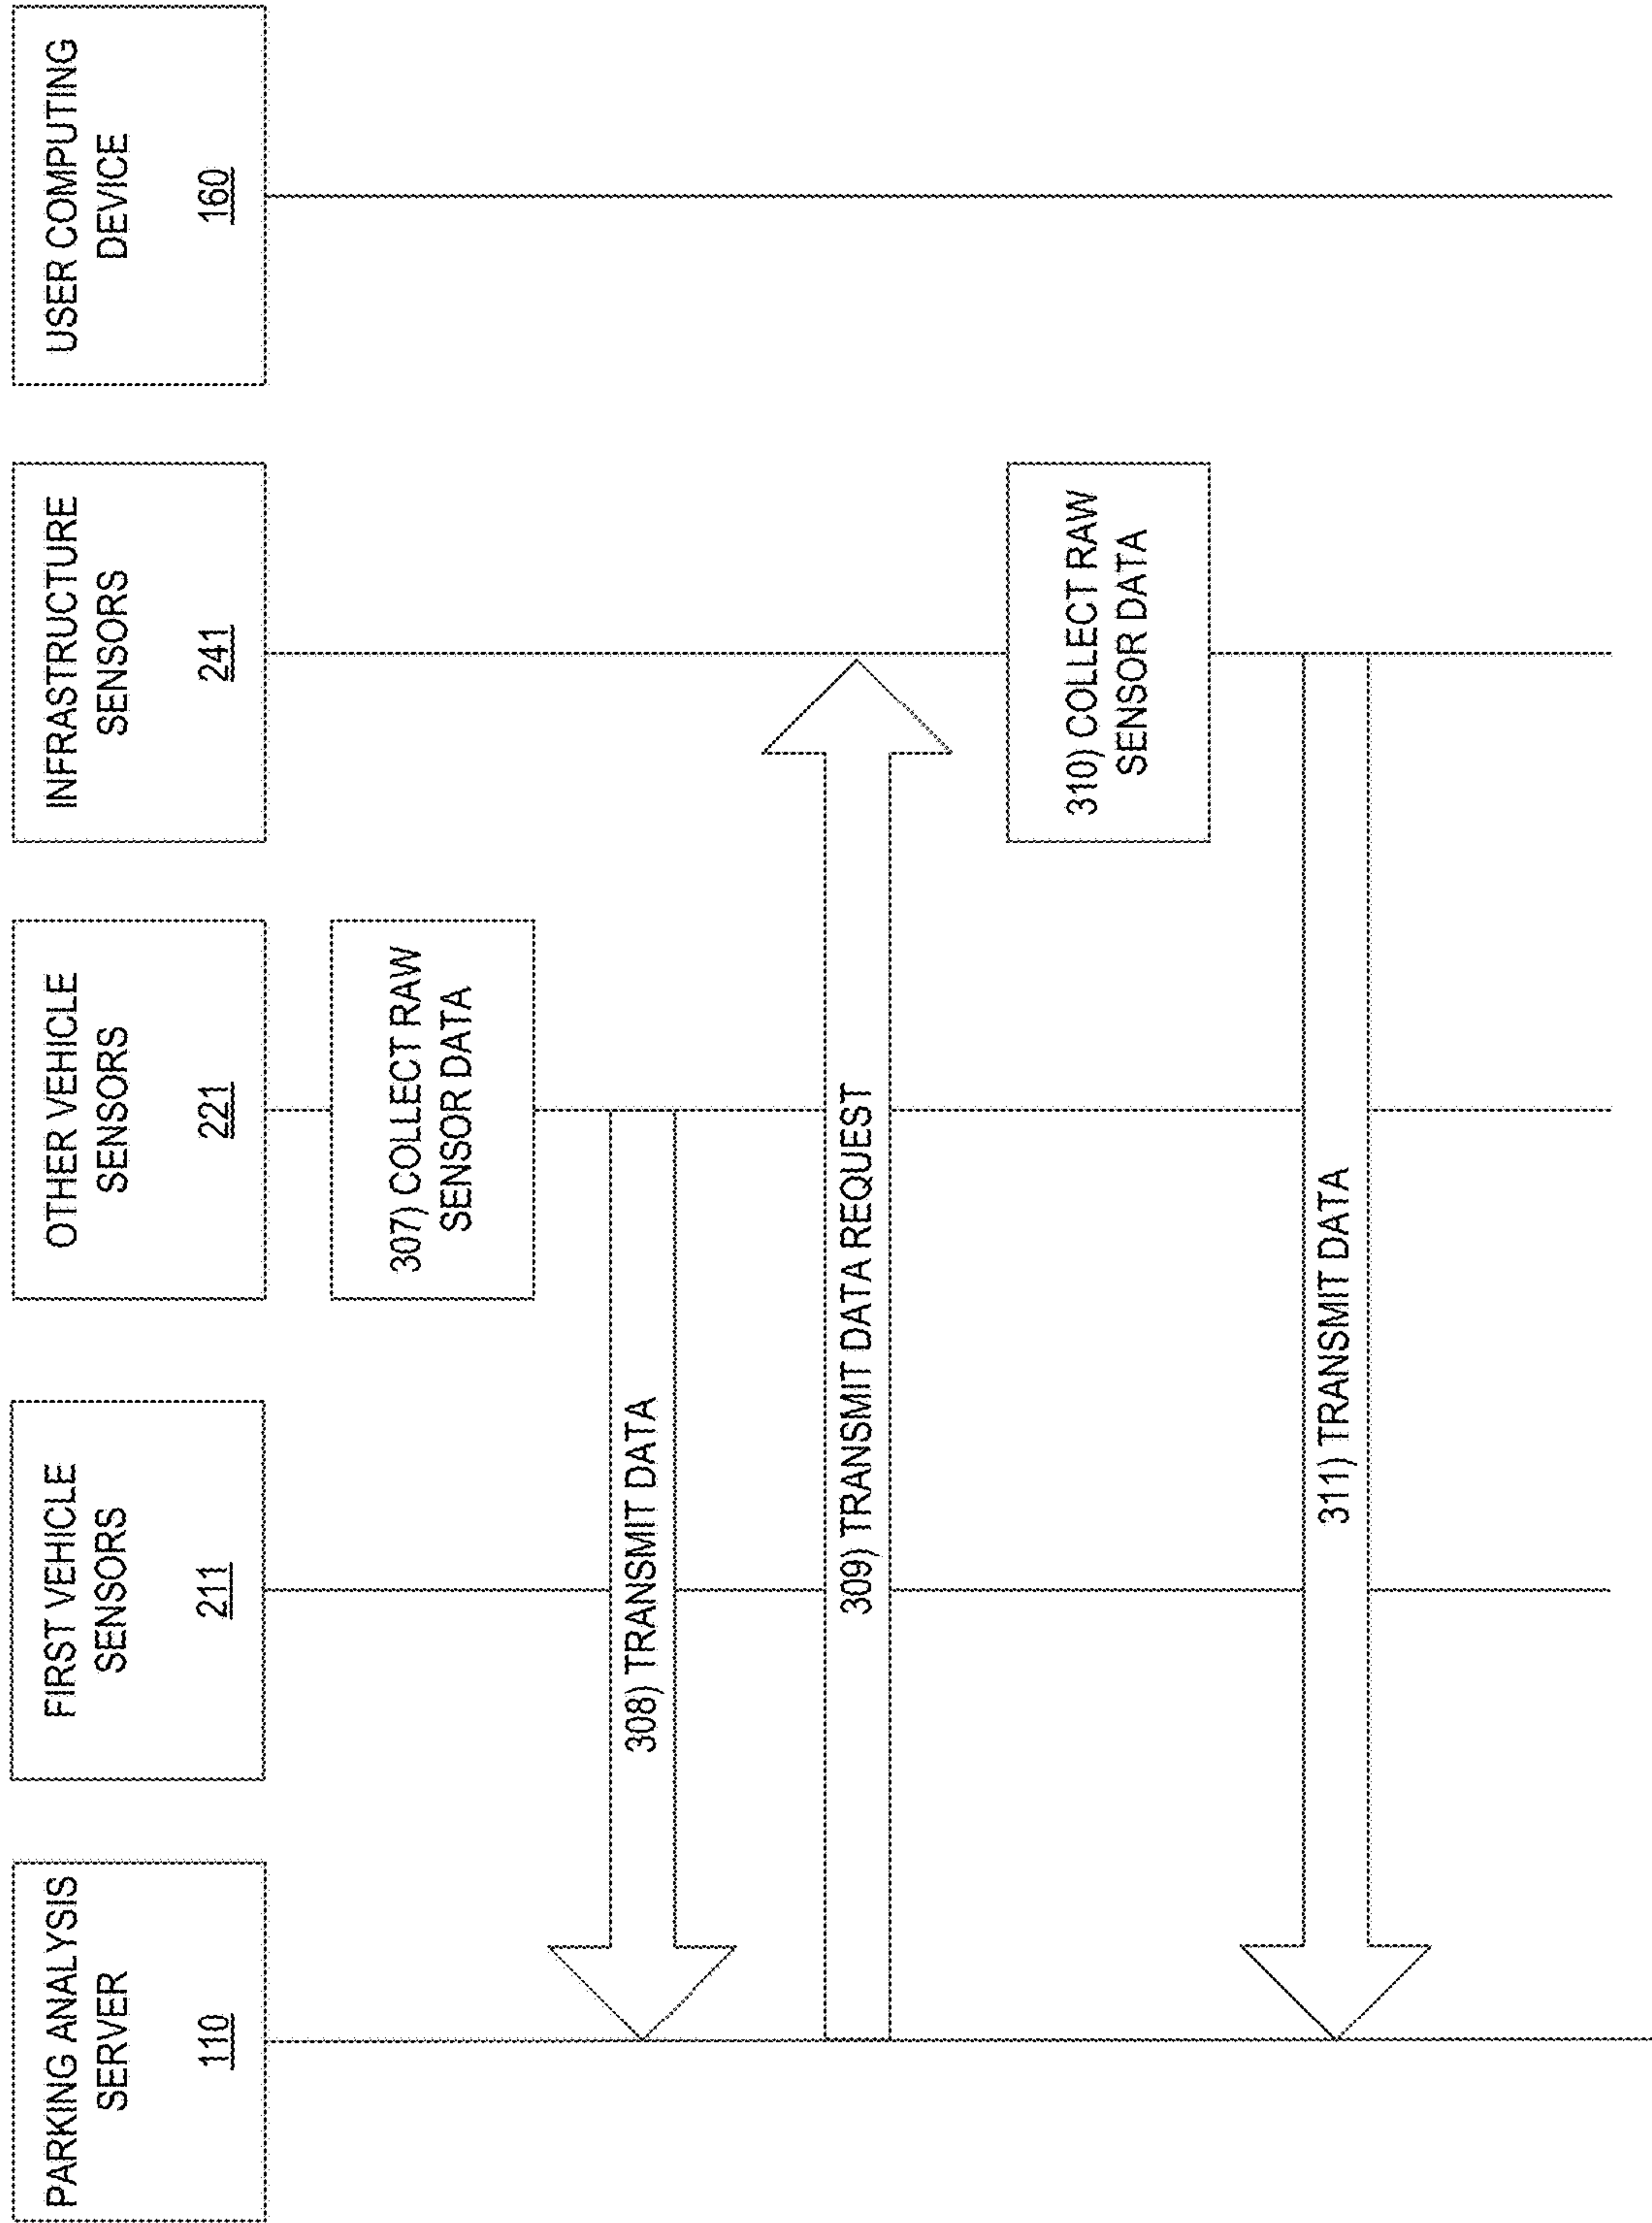 PARKING ANALYSIS
SERVER
110
FIRST VEHICLE
SENSORS
211
OTHER VEHICLE
SENSORS
221
INFRASTRUCTURE
SENSORS
241
USER COMPUTING
DEVICE
160
307) COLLECT RAW
SENSOR DATA
308) TRANSMIT DATA
309) TRANSMIT DATA REQUEST
310) COLLECT RAW
SENSOR DATA
311) TRANSMIT DATA